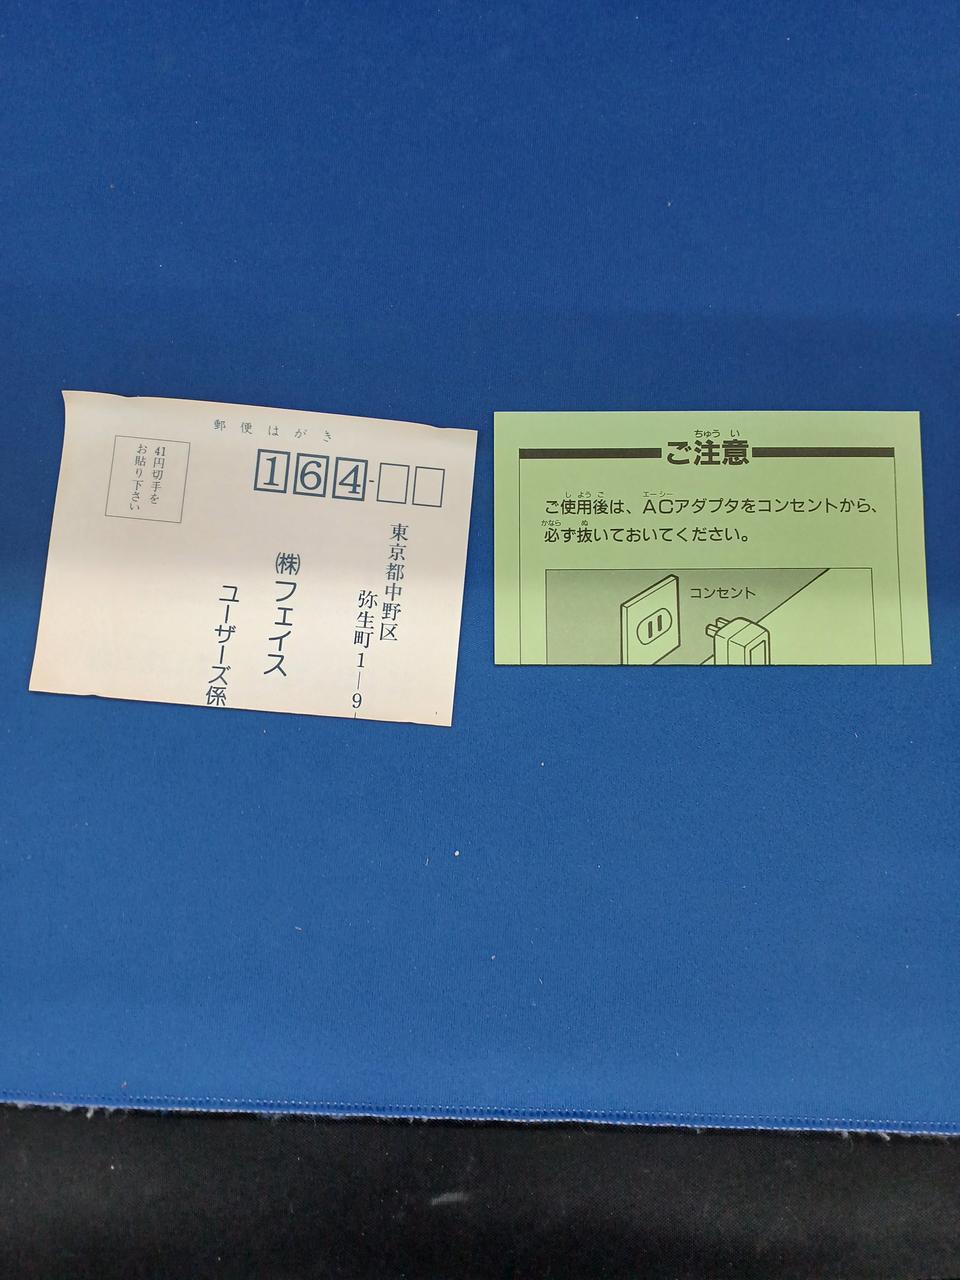 郵便はがき
41円切手を
お貼り下さい
164-
東京都中野区
弥生町1-9-
(株)フェイス
ユーザーズ係
ちゅうい
ご注意
しようご エーシー
ご使用後は、ACアダプタをコンセントから、
かなら ぬ
必ず抜いておいてください。
コンセント